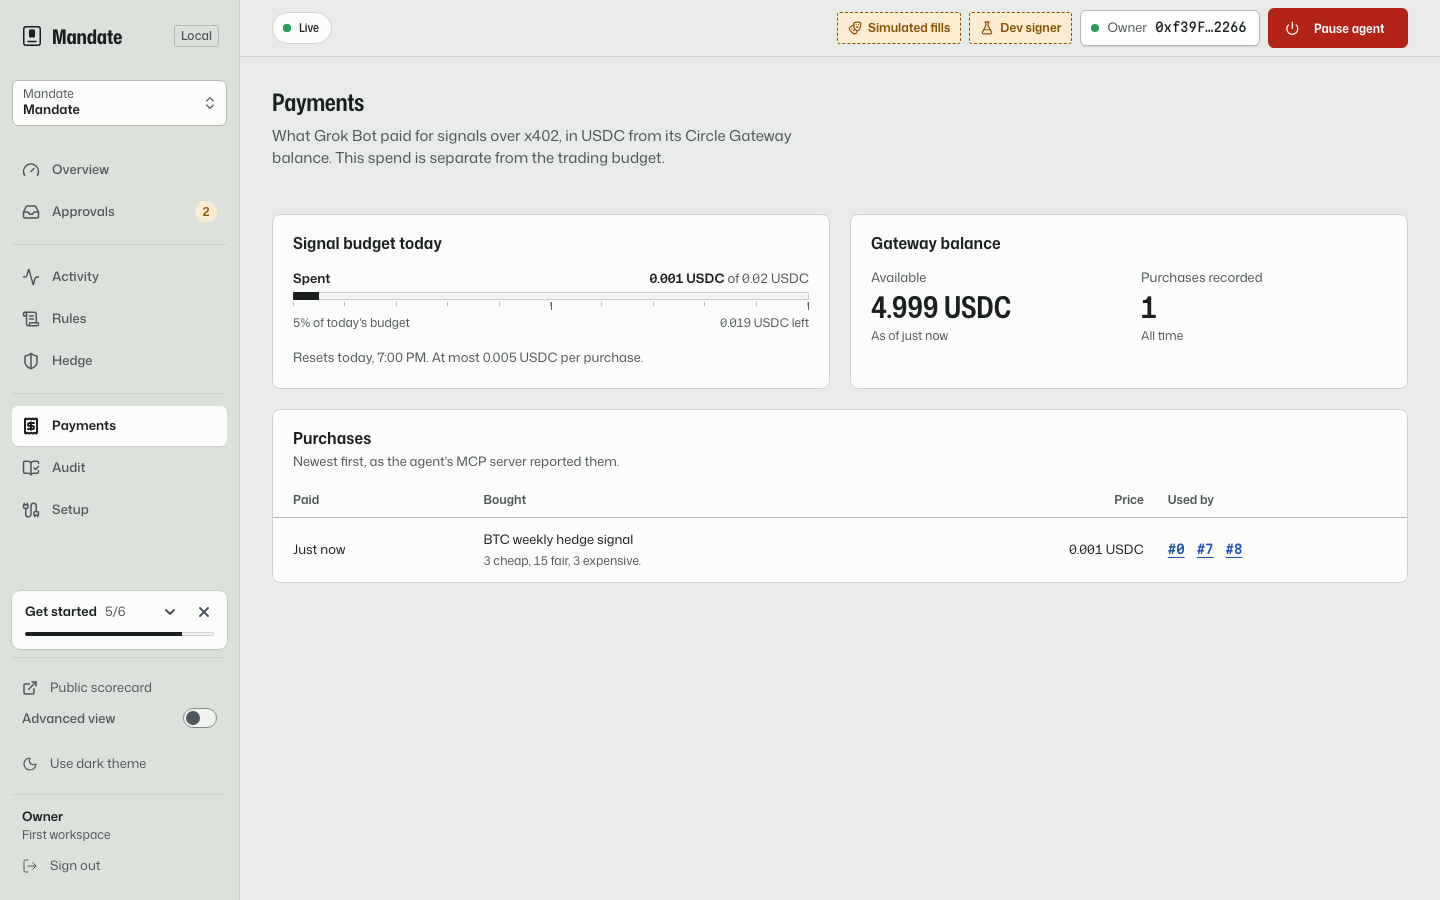 Mandate
Local
Mandate
Mandate
Overview
Approvals
2
Activity
Rules
Hedge
Payments
Audit
Setup
Get started 5/6
Public scorecard
Advanced view
Use dark theme
Owner
First workspace
Sign out
Live
Simulated fills
Dev signer
Owner 0xf39F…2266
Pause agent
Payments
What Grok Bot paid for signals over x402, in USDC from its Circle Gateway
balance. This spend is separate from the trading budget.
Signal budget today
Spent
0.001 USDC of 0.02 USDC
5% of today's budget
0.019 USDC left
Resets today, 7:00 PM. At most 0.005 USDC per purchase.
Gateway balance
Available
4.999 USDC
As of just now
Purchases recorded
1
All time
Purchases
Newest first, as the agent's MCP server reported them.
Paid Bought Price Used by
Just now
BTC weekly hedge signal
3 cheap, 15 fair, 3 expensive.
0.001 USDC
#0 #7 #8